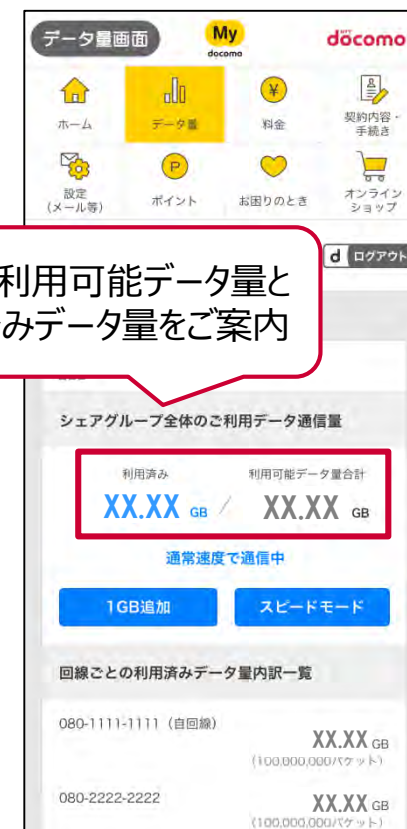 データ量画面
My
docomo
döcomo
ホーム
データ量
料金
契約内容・
手続き
設定
(メール等)
ポイント
お困りのとき
オンライン
ショップ
d ログアウト
利用可能データ量と
みデータ量をご案内
シェアグループ全体のご利用データ通信量
利用済み 利用可能データ量合計
XX.XX GB / XX.XX GB
通常速度で通信中
1GB追加 スピードモード
回線ごとの利用済みデータ量内訳一覧
080-1111-1111（自回線）
XX.XX GB
(100,000,000パケット)
080-2222-2222
XX.XX GB
(100,000,000パケット)